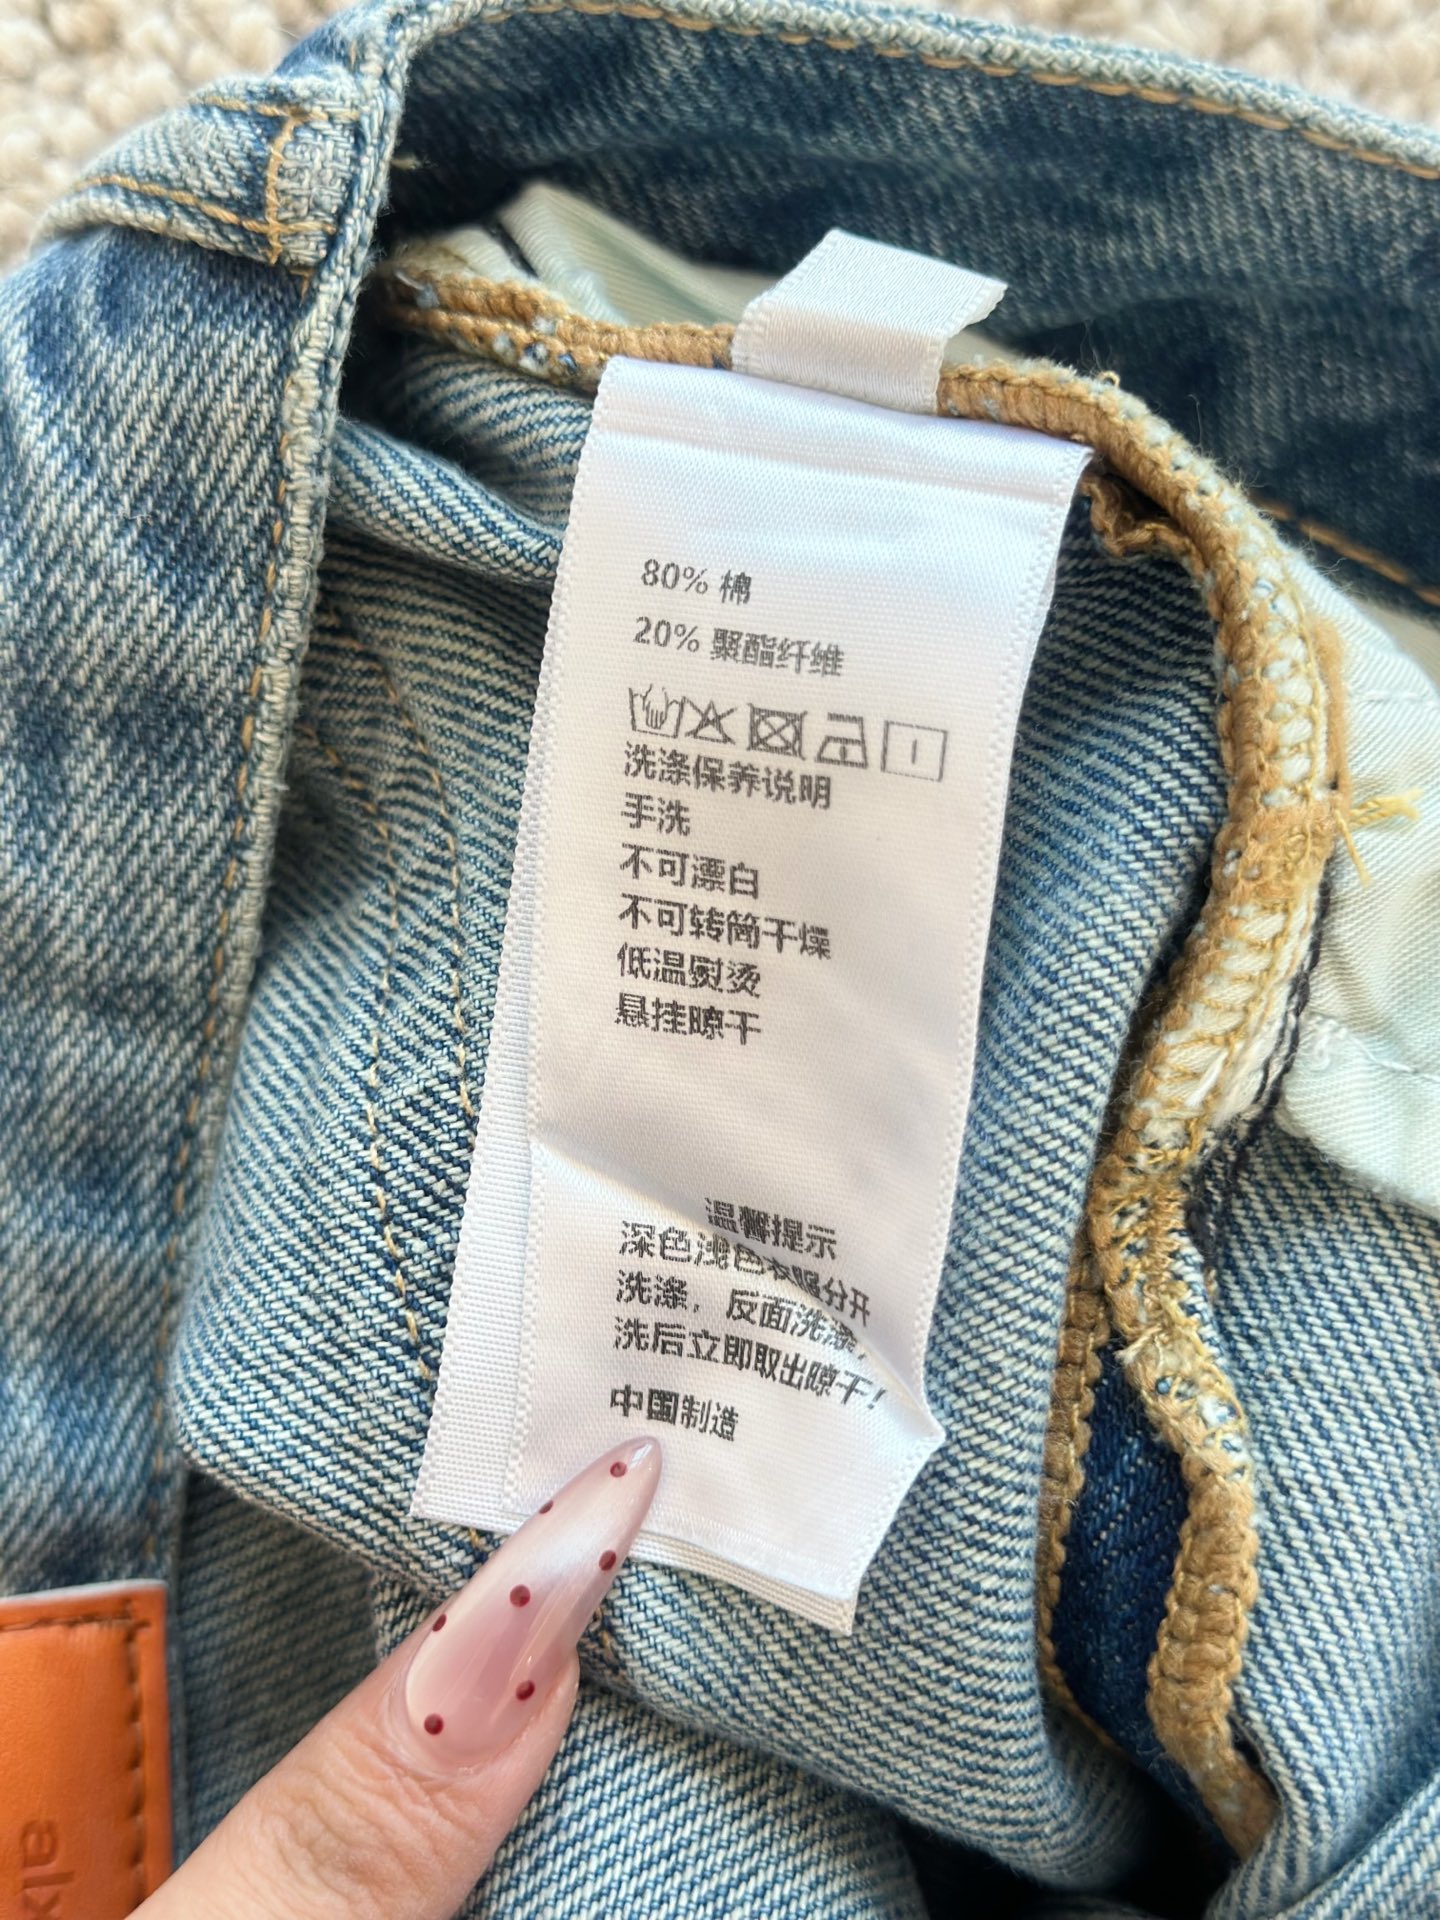 80% 棉
20% 聚酯纤维
洗涤保养说明
手洗
不可漂白
不可转筒干燥
低温熨烫
悬挂晾干
温馨提示
深色浅色衣服分开
洗涤，反面洗涤，
洗后立即取出晾干！
中国制造